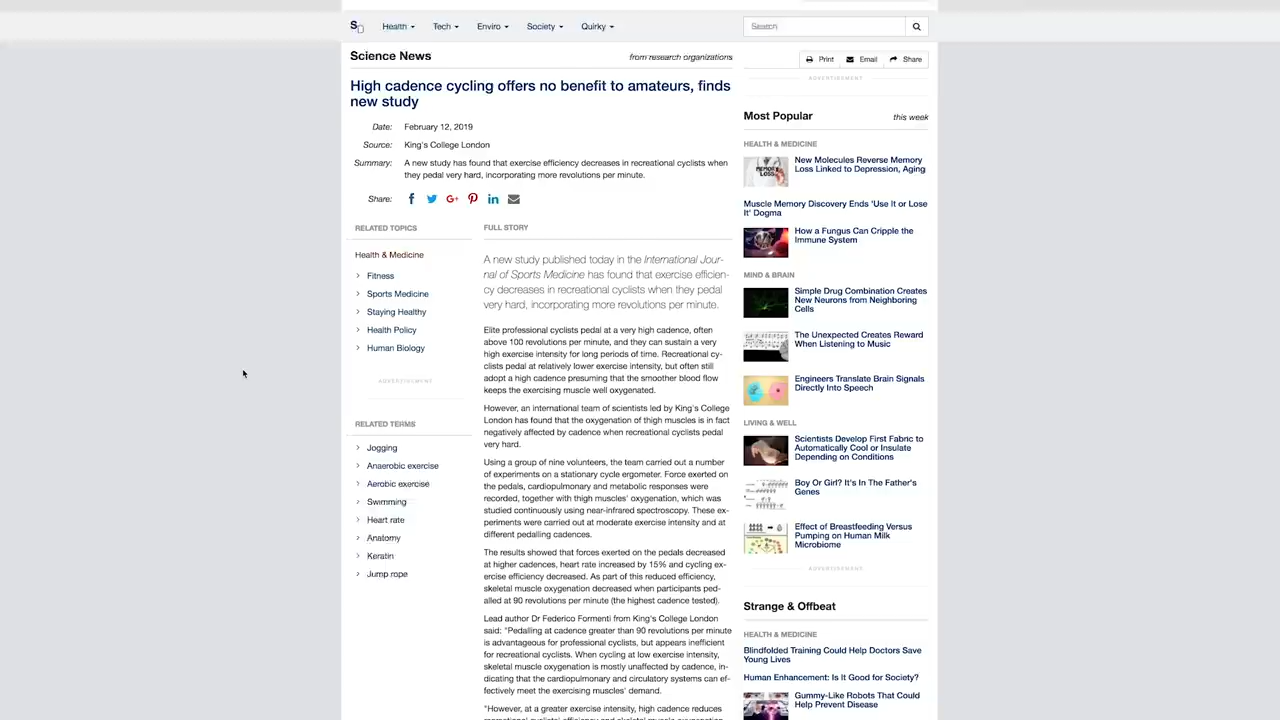 S
D
Health
Tech
Enviro
Society
Quirky
Search
Science News
from research organizations
Print
Email
Share
High cadence cycling offers no benefit to amateurs, finds
new study
Date: February 12, 2019
Source: King's College London
Summary: A new study has found that exercise efficiency decreases in recreational cyclists when
they pedal very hard, incorporating more revolutions per minute.
Share: f G+ in
RELATED TOPICS
Health & Medicine
Fitness
Sports Medicine
Staying Healthy
Health Policy
Human Biology
ADVERTISEMENT
RELATED TERMS
Jogging
Anaerobic exercise
Aerobic exercise
Swimming
Heart rate
Anatomy
Keratin
Jump rope
FULL STORY
A new study published today in the International Jour-
nal of Sports Medicine has found that exercise efficien-
cy decreases in recreational cyclists when they pedal
very hard, incorporating more revolutions per minute.
Elite professional cyclists pedal at a very high cadence, often
above 100 revolutions per minute, and they can sustain a very
high exercise intensity for long periods of time. Recreational cy-
clists pedal at relatively lower exercise intensity, but often still
adopt a high cadence presuming that the smoother blood flow
keeps the exercising muscle well oxygenated.
However, an international team of scientists led by King's College
London has found that the oxygenation of thigh muscles is in fact
negatively affected by cadence when recreational cyclists pedal
very hard.
Using a group of nine volunteers, the team carried out a number
of experiments on a stationary cycle ergometer. Force exerted on
the pedals, cardiopulmonary and metabolic responses were
recorded, together with thigh muscles' oxygenation, which was
studied continuously using near-infrared spectroscopy. These ex-
periments were carried out at moderate exercise intensity and at
different pedalling cadences.
The results showed that forces exerted on the pedals decreased
at higher cadences, heart rate increased by 15% and cycling ex-
ercise efficiency decreased. As part of this reduced efficiency,
skeletal muscle oxygenation decreased when participants ped-
alled at 90 revolutions per minute (the highest cadence tested).
Lead author Dr Federico Formenti from King's College London
said: "Pedalling at cadence greater than 90 revolutions per minute
is advantageous for professional cyclists, but appears inefficient
for recreational cyclists. When cycling at low exercise intensity,
skeletal muscle oxygenation is mostly unaffected by cadence, in-
dicating that the cardiopulmonary and circulatory systems can ef-
fectively meet the exercising muscles' demand.
"However, at a greater exercise intensity, high cadence reduces
ADVERTISEMENT
Most Popular
this week
HEALTH & MEDICINE
MEMORY
LOSS
New Molecules Reverse Memory
Loss Linked to Depression, Aging
Muscle Memory Discovery Ends 'Use It or Lose
It' Dogma
How a Fungus Can Cripple the
Immune System
MIND & BRAIN
Simple Drug Combination Creates
New Neurons from Neighboring
Cells
The Unexpected Creates Reward
When Listening to Music
Engineers Translate Brain Signals
Directly Into Speech
LIVING & WELL
Scientists Develop First Fabric to
Automatically Cool or Insulate
Depending on Conditions
Boy Or Girl? It's In The Father's
Genes
Effect of Breastfeeding Versus
Pumping on Human Milk
Microbiome
ADVERTISEMENT
Strange & Offbeat
HEALTH & MEDICINE
Blindfolded Training Could Help Doctors Save
Young Lives
Human Enhancement: Is It Good for Society?
Gummy-Like Robots That Could
Help Prevent Disease